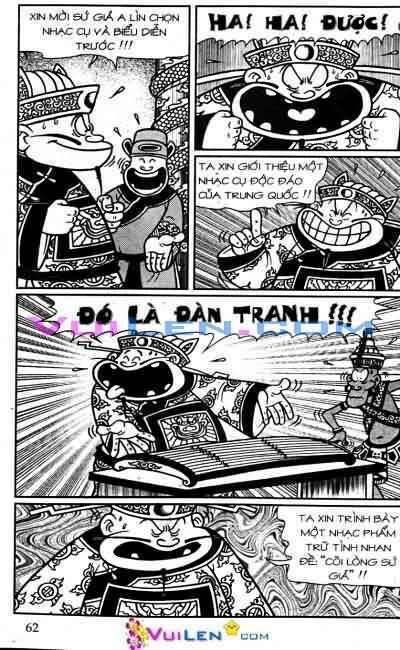 XIN MỜI SỨ GIẢ A LÌN CHỌN
NHẠC CỤ VÀ BIỂU DIỄN
TRƯỚC !!!
HA! HA! ĐƯỢC!
TA XIN GIỚI THIỆU MỘT
NHẠC CỤ ĐỘC ĐÁO
CỦA TRUNG QUỐC !!
ĐÓ LÀ ĐÀN TRANH !!!
VUILEN.COM
TA XIN TRÌNH BÀY
MỘT NHẠC PHẨM
TRỮ TÌNH NHAN
ĐỀ: "CÕI LÒNG SỨ
GIẢ" !!
62
VUILEN.COM